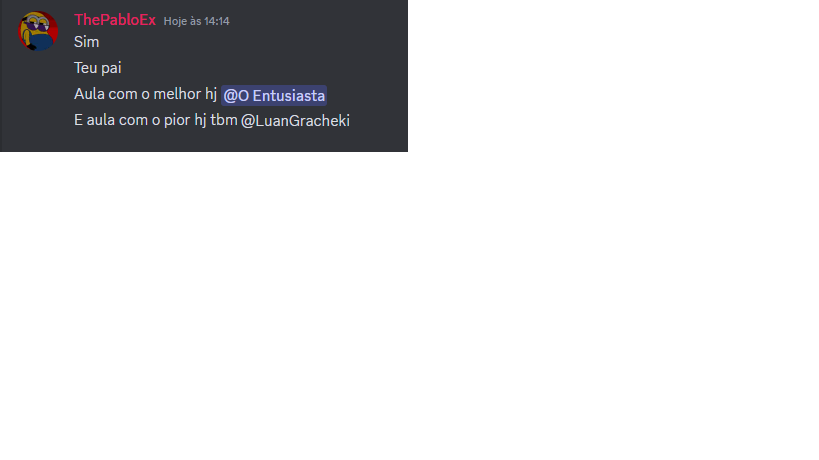 ThePabloEx Hoje às 14:14
Sim
Teu pai
Aula com o melhor hj @O Entusiasta
E aula com o pior hj tbm @LuanGracheki